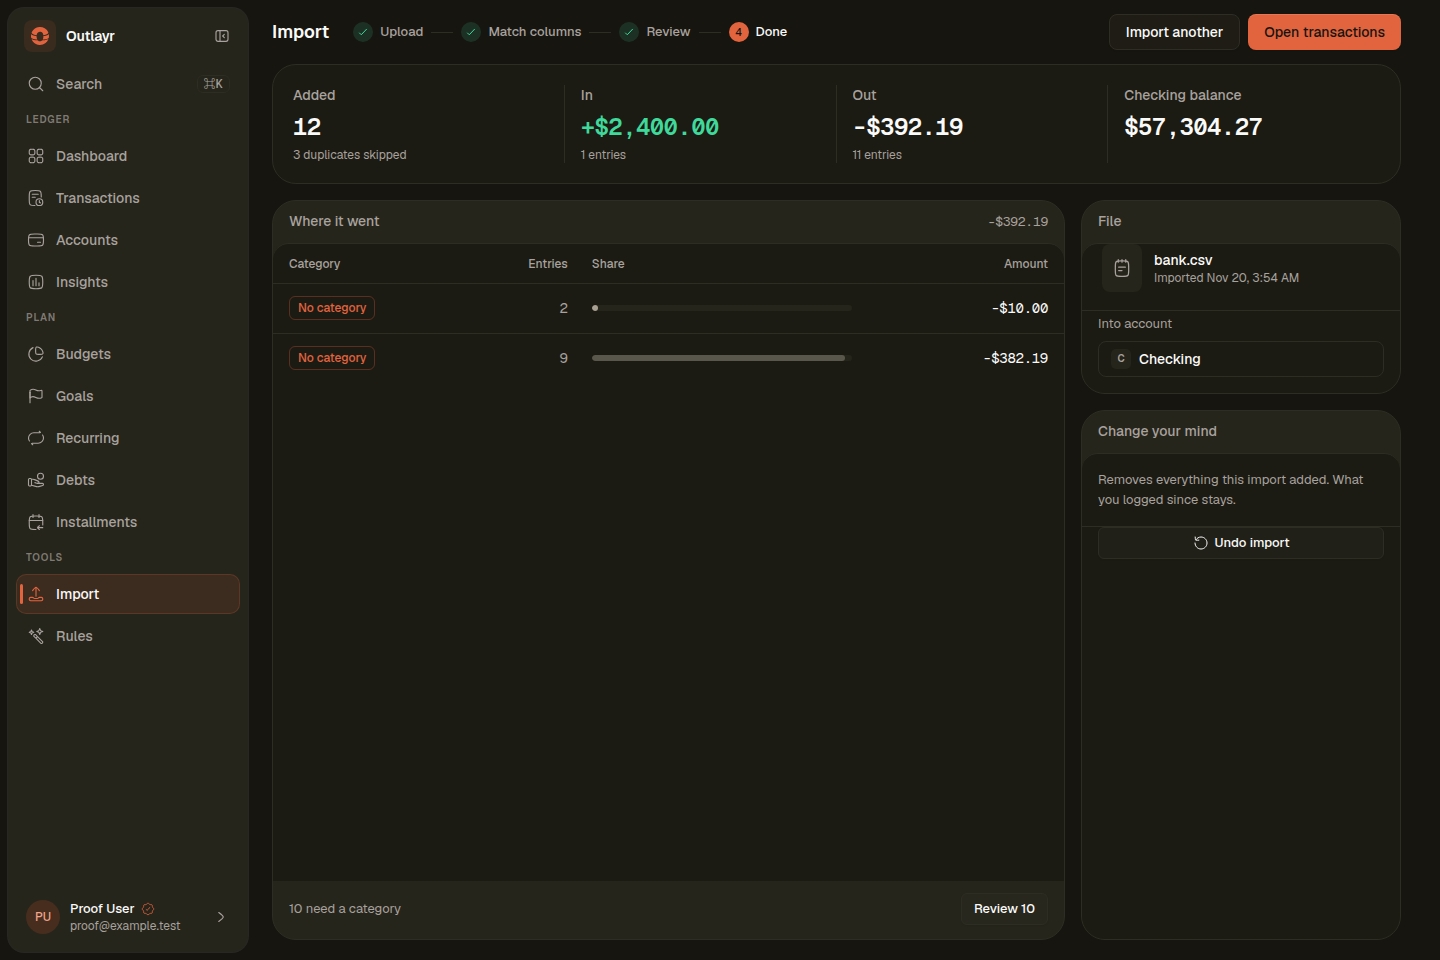 Outlayr
Search ⌘K
LEDGER
Dashboard
Transactions
Accounts
Insights
PLAN
Budgets
Goals
Recurring
Debts
Installments
TOOLS
Import
Rules
PU
Proof User
proof@example.test
Import
Upload
Match columns
Review
4 Done
Import another
Open transactions
Added
12
3 duplicates skipped
In
+$2,400.00
1 entries
Out
-$392.19
11 entries
Checking balance
$57,304.27
Where it went -$392.19
Category Entries Share Amount
No category 2 -$10.00
No category 9 -$382.19
10 need a category
Review 10
File
bank.csv
Imported Nov 20, 3:54 AM
Into account
C Checking
Change your mind
Removes everything this import added. What
you logged since stays.
Undo import